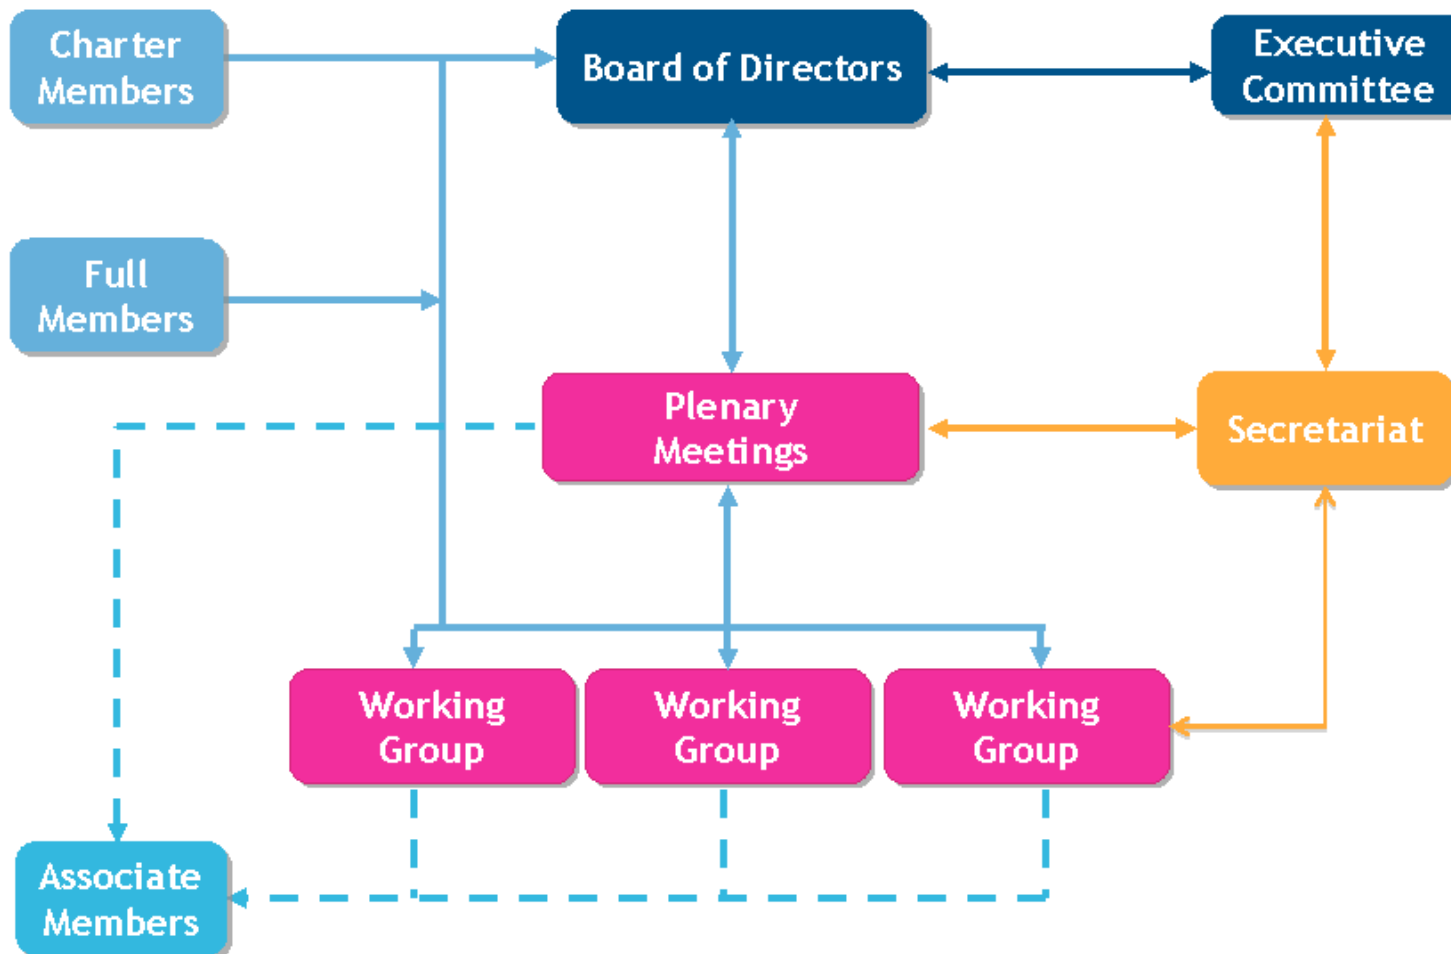 Charter
Members
Board of Directors
Executive
Committee
Full
Members
Plenary
Meetings
Secretariat
Working
Group
Working
Group
Working
Group
Associate
Members